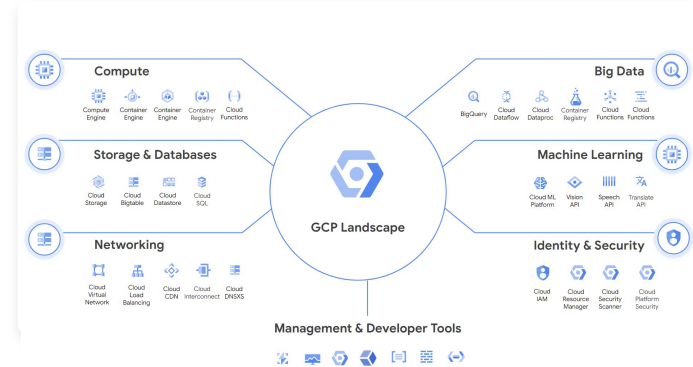 Compute
Compute Engine
Container Engine
Container Engine
Container Registry
Cloud Functions
Storage & Databases
Cloud Storage
Cloud Bigtable
Cloud Datastore
Cloud SQL
Networking
Cloud Virtual Network
Cloud Load Balancing
Cloud CDN
Cloud Interconnect
Cloud DNSXS
GCP Landscape
Big Data
BigQuery
Cloud Dataflow
Cloud Dataproc
Container Registry
Cloud Functions
Cloud Functions
Machine Learning
Cloud ML Platform
Vision API
Speech API
Translate API
Identity & Security
Cloud IAM
Cloud Resource Manager
Cloud Security Scanner
Cloud Platform Security
Management & Developer Tools